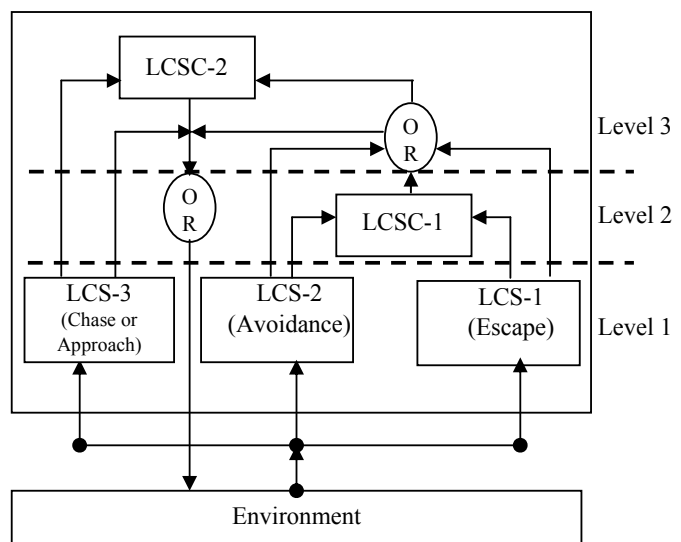 LCSC-2
O
R
Level 3
O
R
LCSC-1
Level 2
LCS-3
(Chase or
Approach)
LCS-2
(Avoidance)
LCS-1
(Escape)
Level 1
Environment